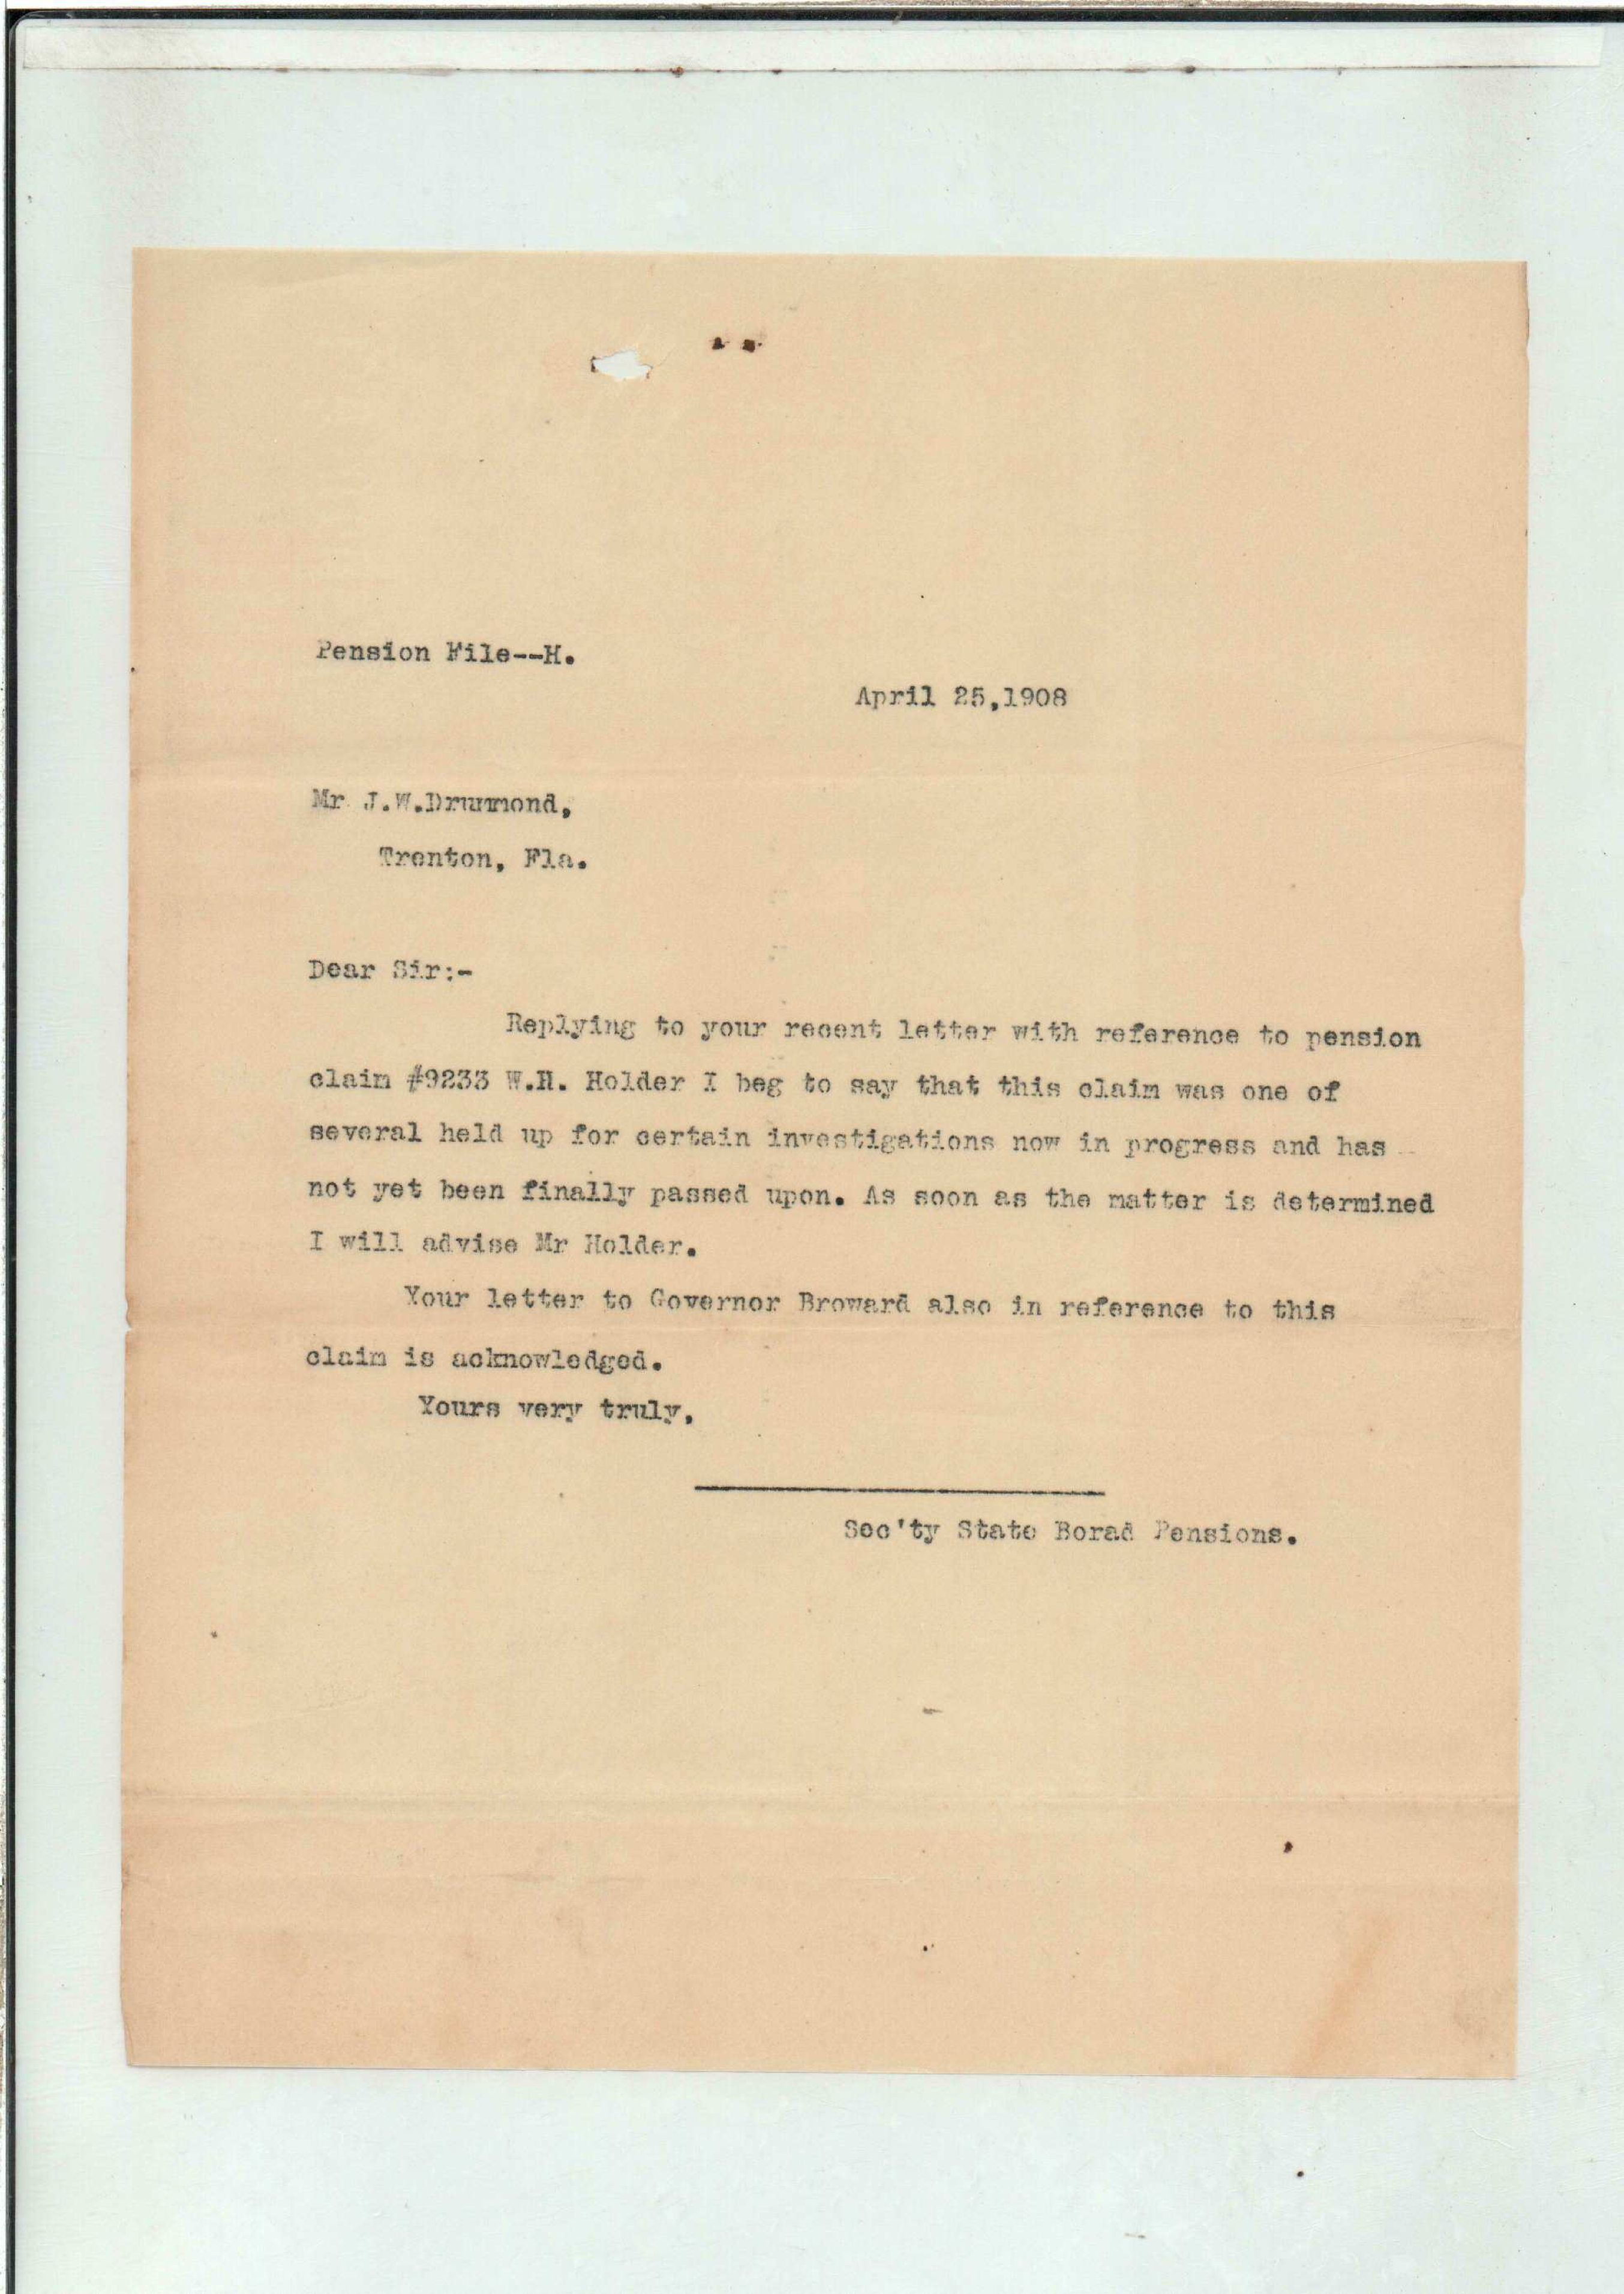 Pension File--H.
April 25,1908
Mr J.W.Drummond,
Trenton, Fla.
Dear Sir:-
Replying to your recent letter with reference to pension
claim #9233 W.H. Holder I beg to say that this claim was one of
several held up for certain investigations now in progress and has
not yet been finally passed upon. As soon as the matter is determined
I will advise Mr Holder.
Your letter to Governor Broward also in reference to this
claim is acknowledged.
Yours very truly,
Sec'ty State Borad Pensions.